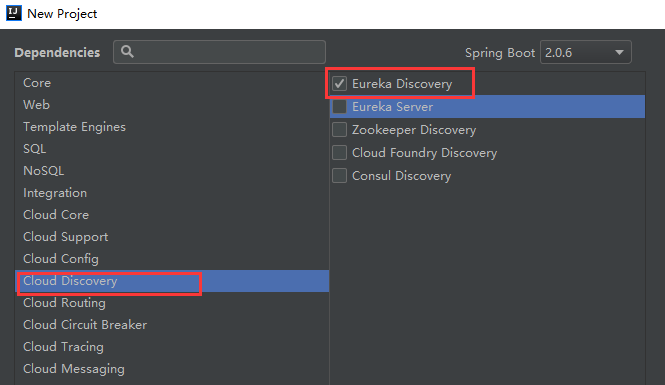 IJ New Project
Dependencies Spring Boot 2.0.6
Core
Web
Template Engines
SQL
NoSQL
Integration
Cloud Core
Cloud Support
Cloud Config
Cloud Discovery
Cloud Routing
Cloud Circuit Breaker
Cloud Tracing
Cloud Messaging
Eureka Discovery
Eureka Server
Zookeeper Discovery
Cloud Foundry Discovery
Consul Discovery